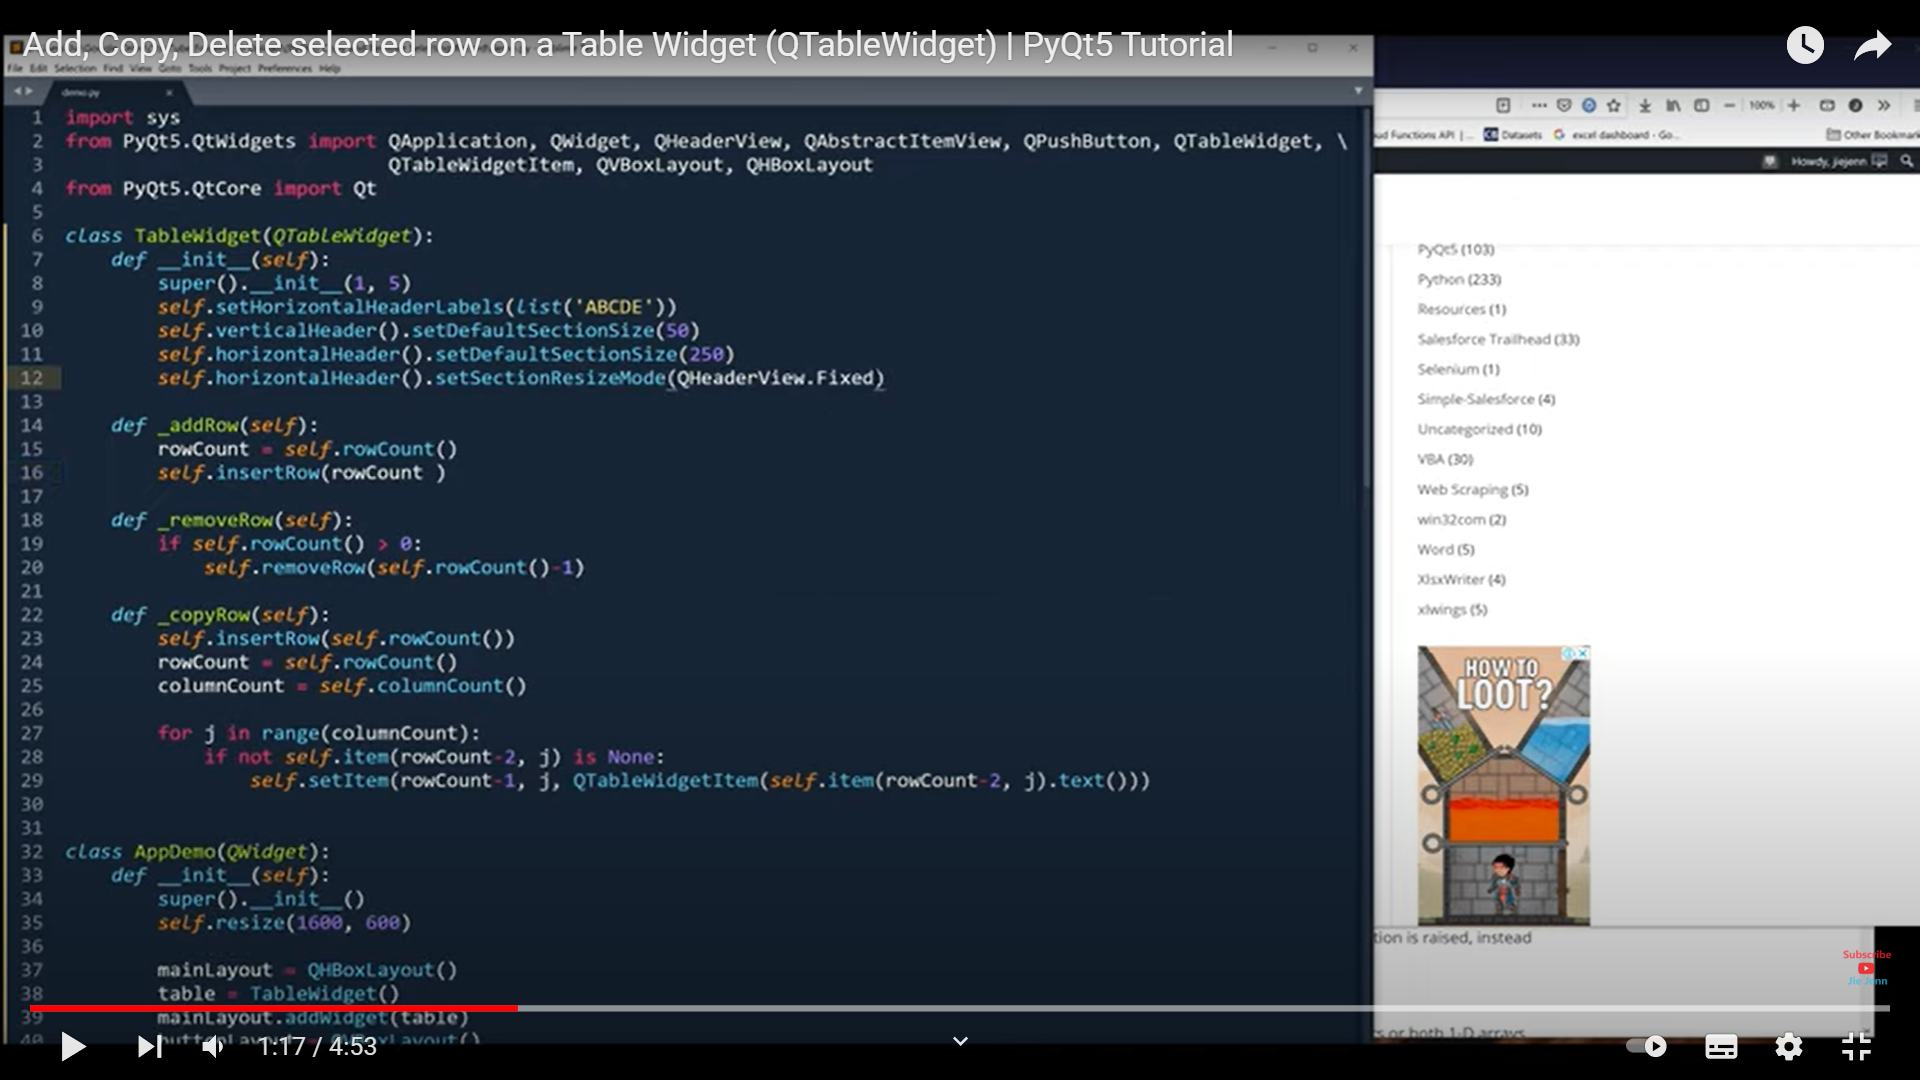 Add, Copy, Delete selected row on a Table Widget (QTableWidget) | PyQt5 Tutorial
File Edit Selection Find View Goto Tools Project Preferences Help
demo.py
1 import sys
2 from PyQt5.QtWidgets import QApplication, QWidget, QHeaderView, QAbstractItemView, QPushButton, QTableWidget, \
3 QTableWidgetItem, QVBoxLayout, QHBoxLayout
4 from PyQt5.QtCore import Qt
5
6 class TableWidget(QTableWidget):
7 def __init__(self):
8 super().__init__(1, 5)
9 self.setHorizontalHeaderLabels(list('ABCDE'))
10 self.verticalHeader().setDefaultSectionSize(50)
11 self.horizontalHeader().setDefaultSectionSize(250)
12 self.horizontalHeader().setSectionResizeMode(QHeaderView.Fixed)
13
14 def _addRow(self):
15 rowCount = self.rowCount()
16 self.insertRow(rowCount )
17
18 def _removeRow(self):
19 if self.rowCount() > 0:
20 self.removeRow(self.rowCount()-1)
21
22 def _copyRow(self):
23 self.insertRow(self.rowCount())
24 rowCount = self.rowCount()
25 columnCount = self.columnCount()
26
27 for j in range(columnCount):
28 if not self.item(rowCount-2, j) is None:
29 self.setItem(rowCount-1, j, QTableWidgetItem(self.item(rowCount-2, j).text()))
30
31
32 class AppDemo(QWidget):
33 def __init__(self):
34 super().__init__()
35 self.resize(1600, 600)
36
37 mainLayout = QHBoxLayout()
38 table = TableWidget()
39 mainLayout.addWidget(table)
40
1:17 / 4:53
100%
ud Functions API | ... Datasets excel dashboard - Go... Other Bookmark
Howdy, jiejenn
PyQt5 (103)
Python (233)
Resources (1)
Salesforce Trailhead (33)
Selenium (1)
Simple-Salesforce (4)
Uncategorized (10)
VBA (30)
Web Scraping (5)
win32com (2)
Word (5)
XlsxWriter (4)
xlwings (5)
HOW TO
LOOT?
tion is raised, instead
Subscribe
Jie Jenn
s or both 1-D arrays